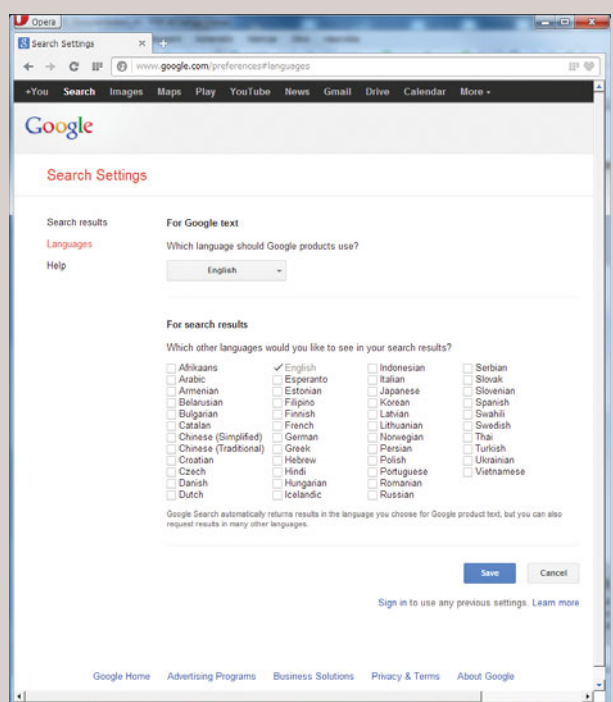 Opera
Search Settings
www.google.com/preferences#languages
+You Search Images Maps Play YouTube News Gmail Drive Calendar More
Google
Search Settings
Search results
Languages
Help
For Google text
Which language should Google products use?
English
For search results
Which other languages would you like to see in your search results?
Afrikaans English Indonesian Serbian
Arabic Esperanto Italian Slovak
Armenian Estonian Japanese Slovenian
Belarusian Filipino Korean Spanish
Bulgarian Finnish Latvian Swahili
Catalan French Lithuanian Swedish
Chinese (Simplified) German Norwegian Thai
Chinese (Traditional) Greek Persian Turkish
Croatian Hebrew Polish Ukrainian
Czech Hindi Portuguese Vietnamese
Danish Hungarian Romanian
Dutch Icelandic Russian
Google Search automatically returns results in the language you choose for Google product text, but you can also
request results in many other languages.
Save Cancel
Sign in to use any previous settings. Learn more
Google Home Advertising Programs Business Solutions Privacy & Terms About Google